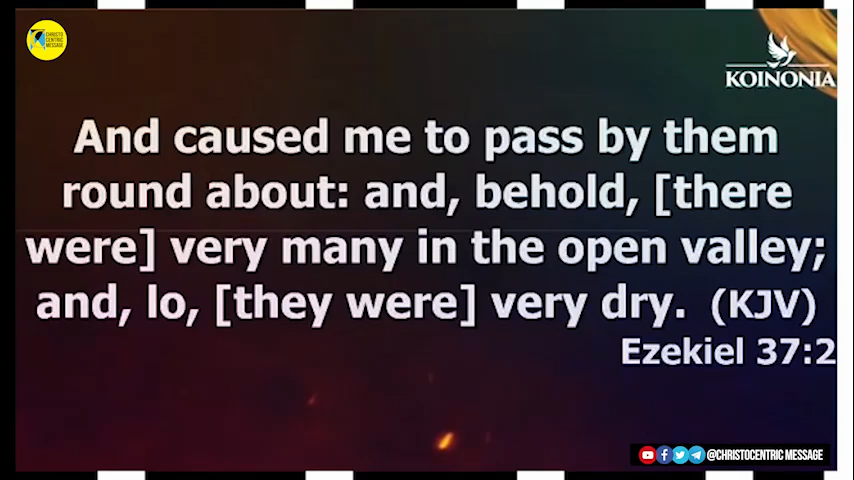 CHRISTO
CENTRIC
MESSAGE
KOINONIA
And caused me to pass by them
round about: and, behold, [there
were] very many in the open valley;
and, lo, [they were] very dry. (KJV)
Ezekiel 37:2
@CHRISTOCENTRIC MESSAGE